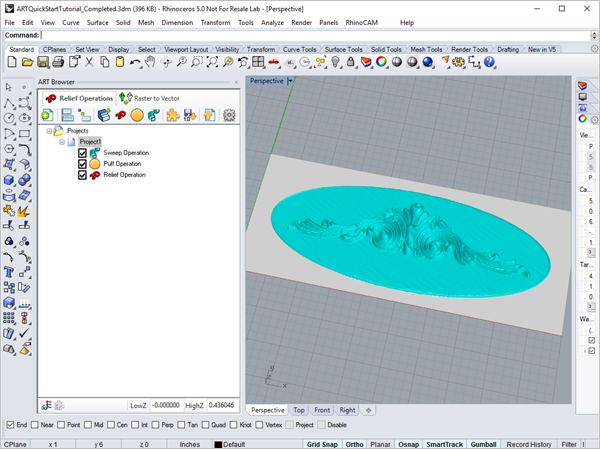 ARTQuickStartTutorial_Completed.3dm (396 KB) - Rhinoceros 5.0 Not For Resale Lab - [Perspective]
File Edit View Curve Surface Solid Mesh Dimension Transform Tools Analyze Render Panels RhinoCAM Help
Command:
Standard CPlanes Set View Display Select Viewport Layout Visibility Transform Curve Tools Surface Tools Solid Tools Mesh Tools Render Tools Drafting New in V5
ART Browser
Relief Operations Raster to Vector
Projects
Project1
Sweep Operation
Puff Operation
Relief Operation
LowZ -0.000000 HighZ 0.436046
Perspective
y
z
x
Perspective Top Front Right
Vie...
P...
5.
5.
P...
Ca...
5.
0.
6.
-...
1.
Tar...
4.
0.
1.
Wa...
(...
End Near Point Mid Cen Int Perp Tan Quad Knot Vertex Project Disable
CPlane x 1 y 6 z 0 Inches Default Grid Snap Ortho Planar Osnap SmartTrack Gumball Record History Filter